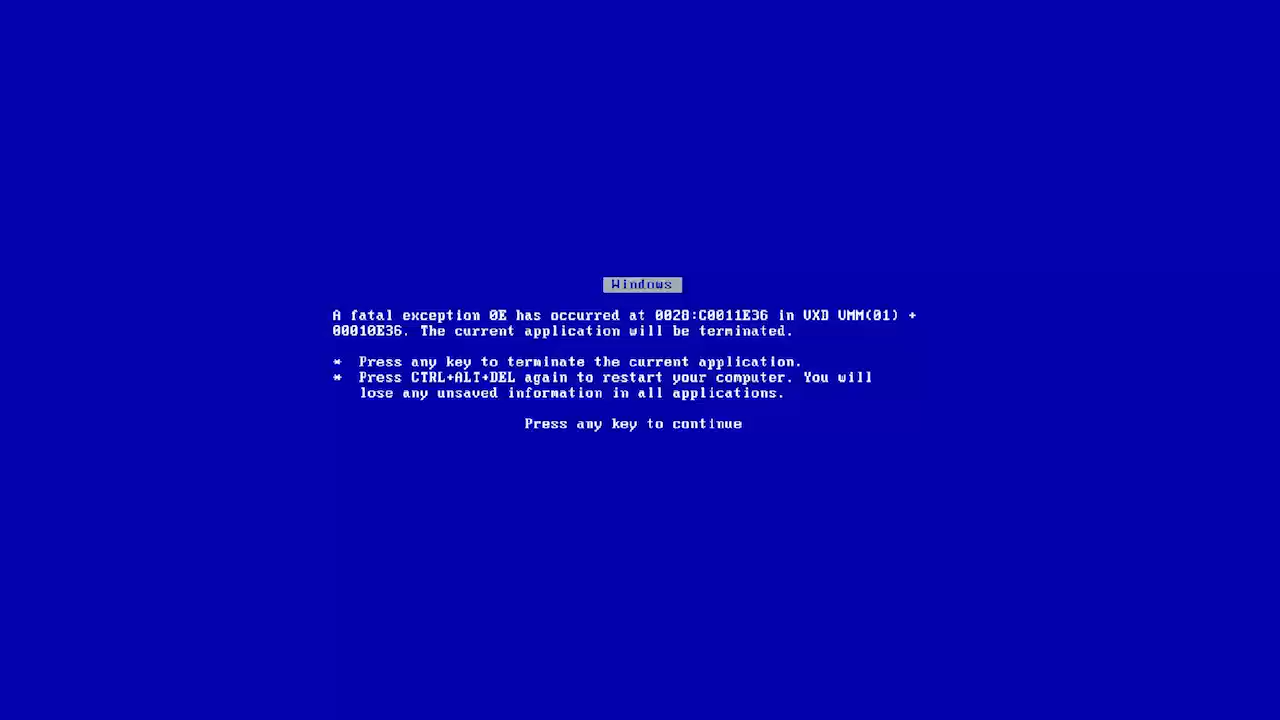 Windows
A fatal exception 0E has occurred at 0028:C0011E36 in VXD VMM(01) +
00010E36. The current application will be terminated.
* Press any key to terminate the current application.
* Press CTRL+ALT+DEL again to restart your computer. You will
lose any unsaved information in all applications.
Press any key to continue